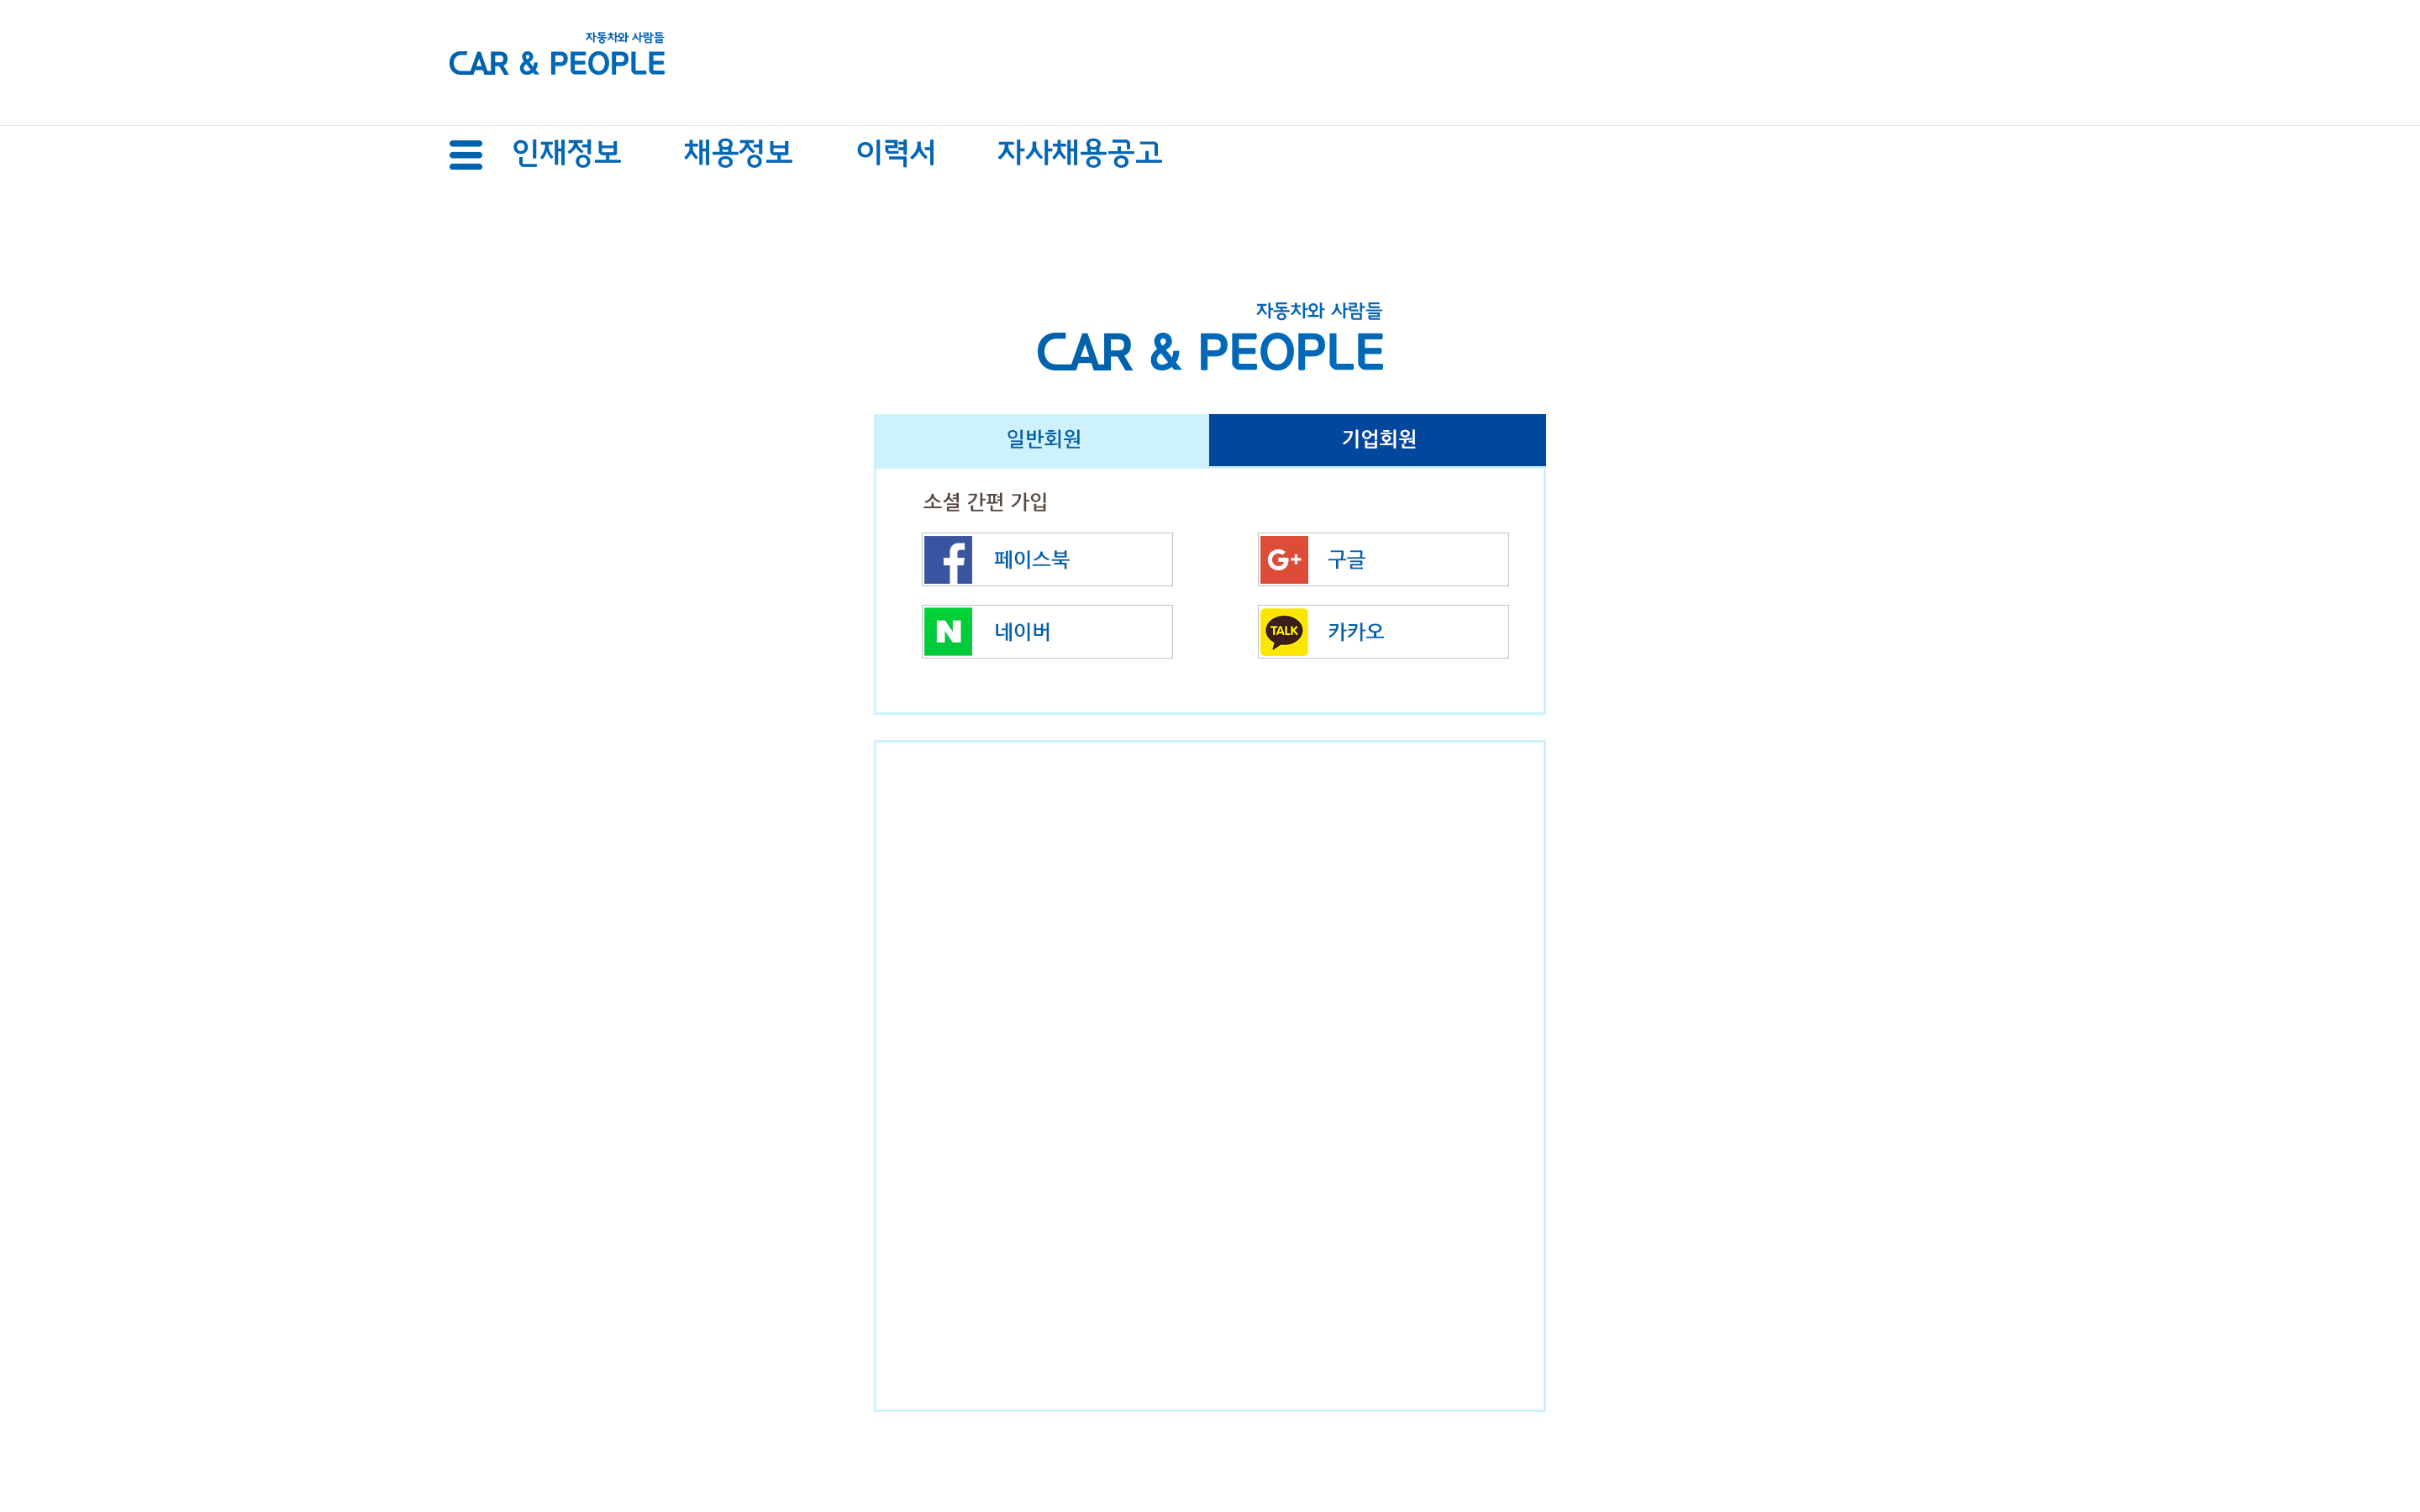 자동차와 사람들
CAR & PEOPLE
인재정보 채용정보 이력서 자사채용공고
자동차와 사람들
CAR & PEOPLE
일반회원 기업회원
소셜 간편 가입
페이스북 G+ 구글
N 네이버 TALK 카카오